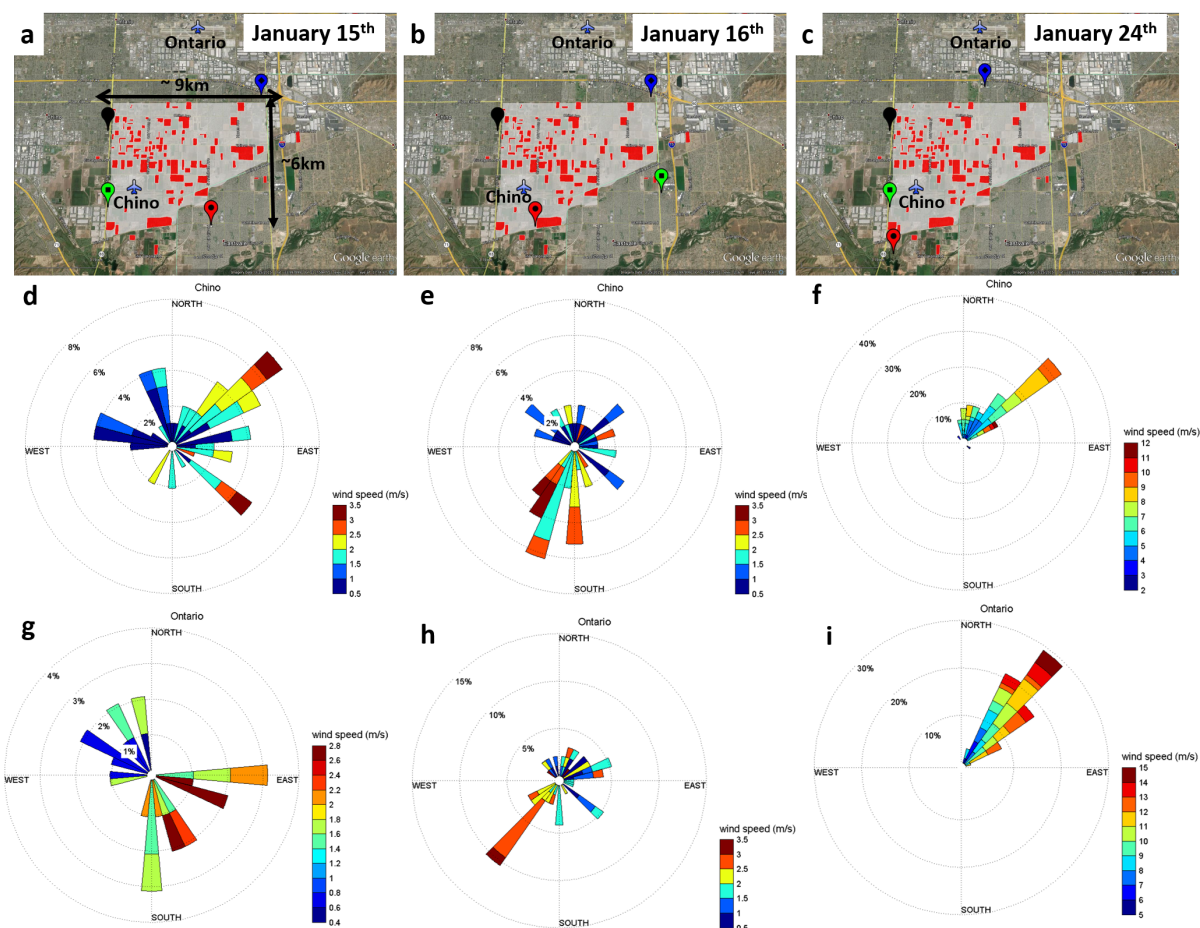 a
January 15th
Ontario
~ 9km
~6km
Chino
Google earth
b
January 16th
Ontario
Chino
Google earth
c
January 24th
Ontario
Chino
Google earth
d
Chino
NORTH
8%
6%
4%
2%
WEST
EAST
SOUTH
wind speed (m/s)
3.5
3
2.5
2
1.5
1
0.5
e
Chino
NORTH
8%
6%
4%
2%
WEST
EAST
SOUTH
wind speed (m/s)
3.5
3
2.5
2
1.5
1
0.5
f
Chino
NORTH
40%
30%
20%
10%
WEST
EAST
SOUTH
wind speed (m/s)
12
11
10
9
8
7
6
5
4
3
2
g
Ontario
NORTH
4%
3%
2%
1%
WEST
EAST
SOUTH
wind speed (m/s)
2.8
2.6
2.4
2.2
2
1.8
1.6
1.4
1.2
1
0.8
0.6
0.4
h
Ontario
NORTH
15%
10%
5%
WEST
EAST
SOUTH
wind speed (m/s)
3.5
3
2.5
2
1.5
1
0.5
i
Ontario
NORTH
30%
20%
10%
WEST
EAST
SOUTH
wind speed (m/s)
15
14
13
12
11
10
9
8
7
6
5